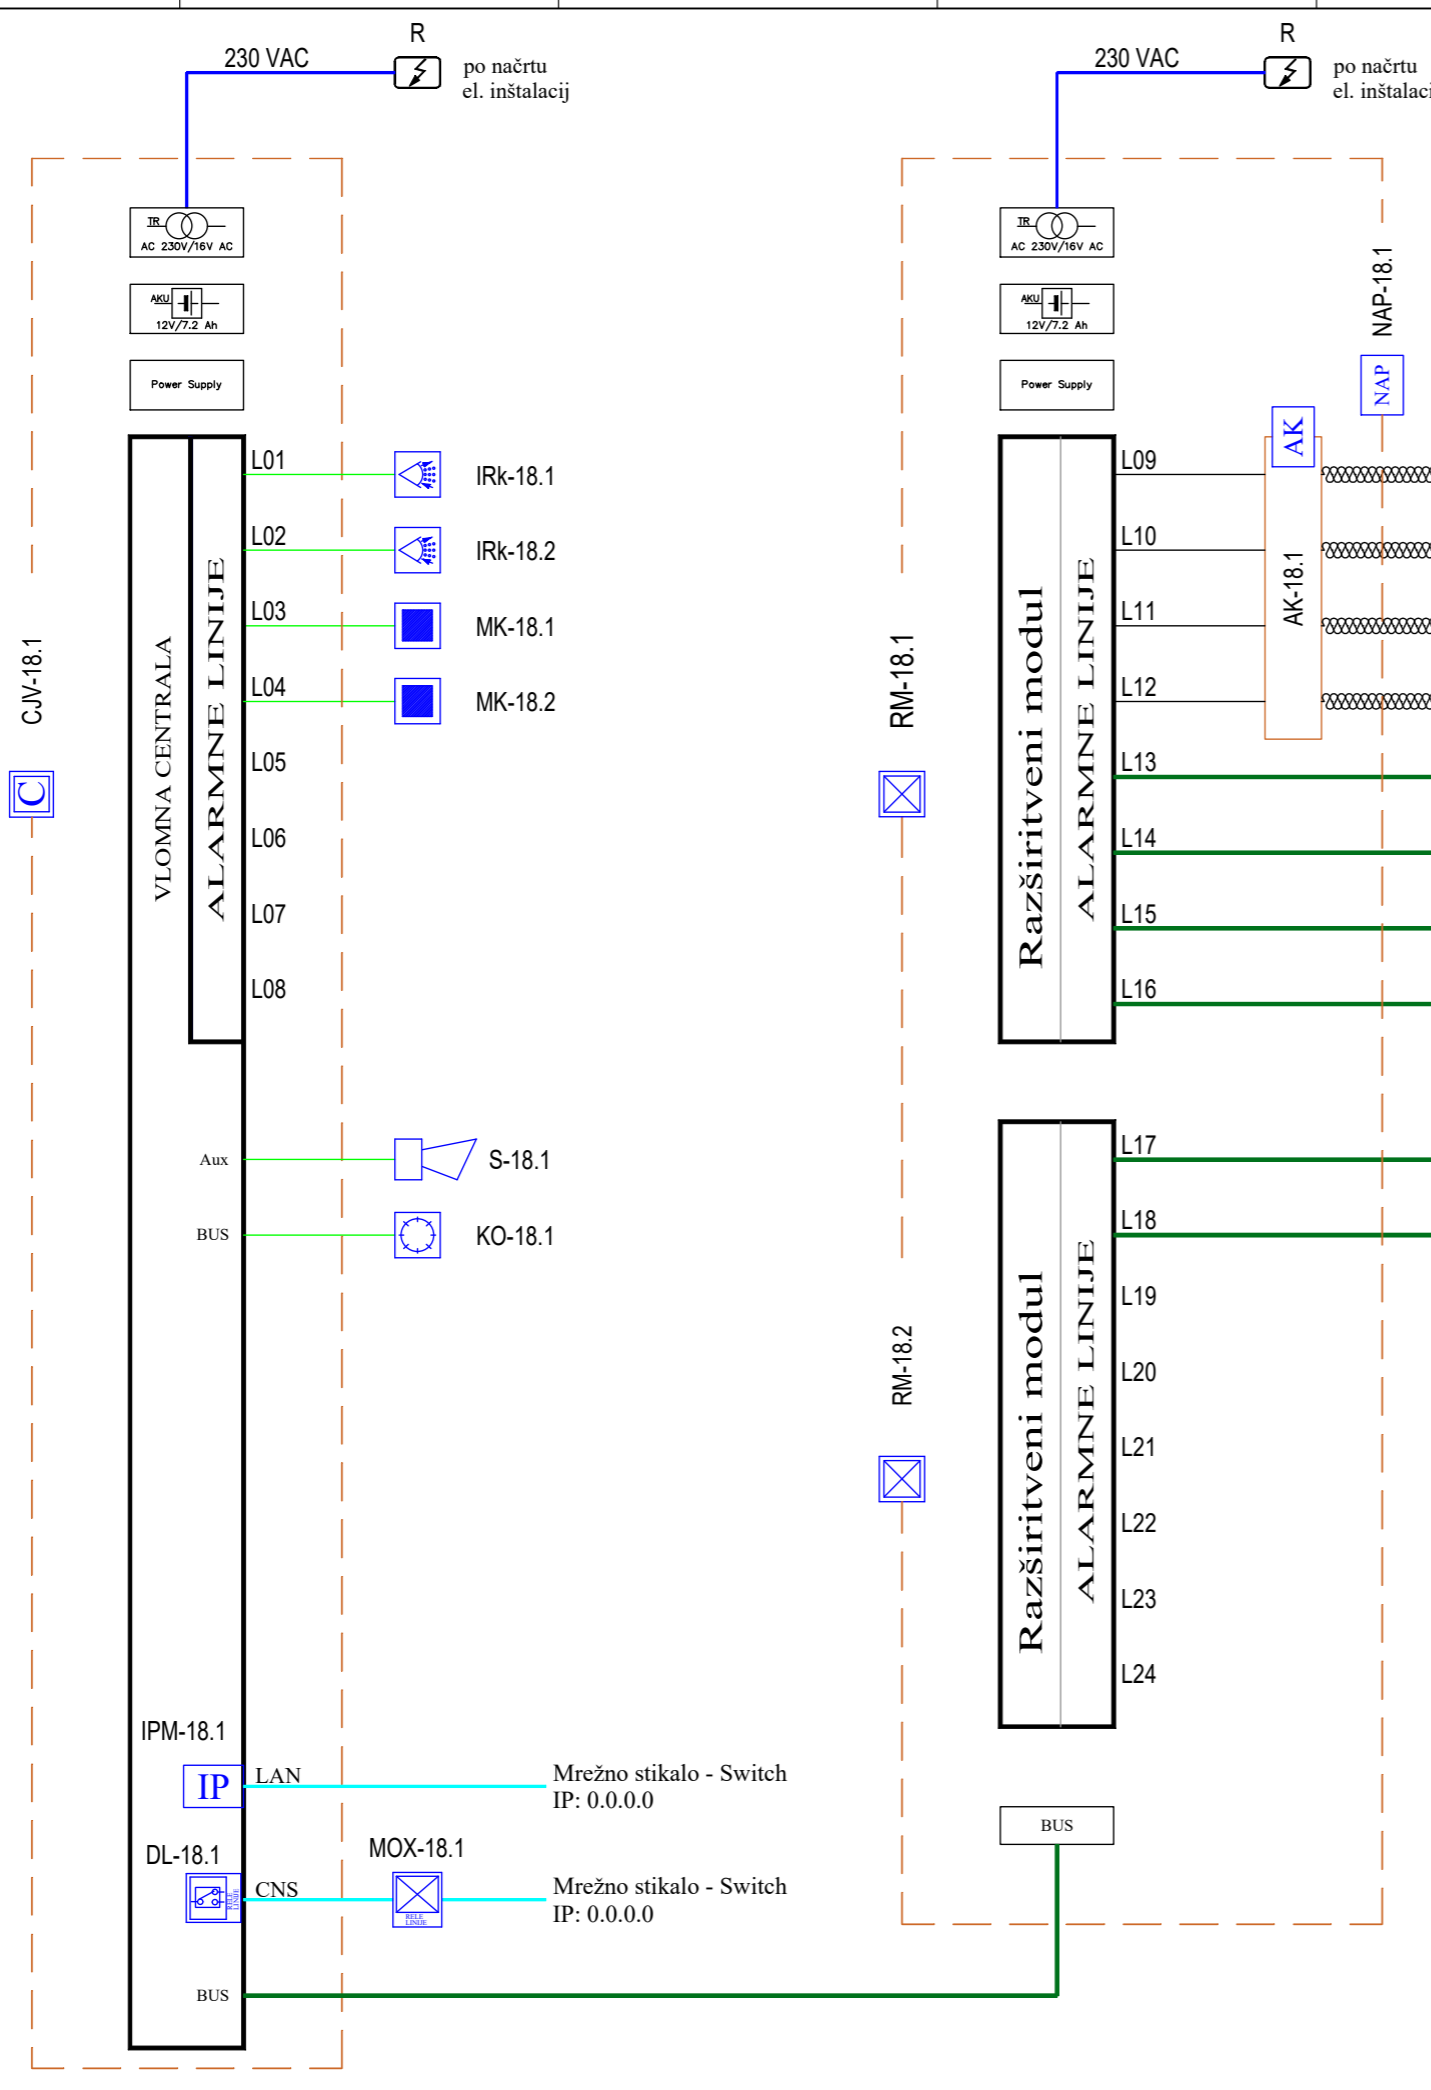 R
230 VAC
po načrtu
el. inštalacij
TR
AC 230V/16V AC
AKU
12V/7.2 Ah
Power Supply
CJV-18.1
C
VLOMNA CENTRALA
ALARMNE LINIJE
L01
IRk-18.1
L02
IRk-18.2
L03
MK-18.1
L04
MK-18.2
L05
L06
L07
L08
Aux
S-18.1
BUS
KO-18.1
IPM-18.1
IP
LAN
Mrežno stikalo - Switch
IP: 0.0.0.0
DL-18.1
RELE
LINIJE
CNS
MOX-18.1
RELE
LINIJE
Mrežno stikalo - Switch
IP: 0.0.0.0
BUS
R
230 VAC
po načrtu
el. inštalacij
TR
AC 230V/16V AC
AKU
12V/7.2 Ah
Power Supply
NAP-18.1
NAP
AK
AK-18.1
RM-18.1
Razširitveni modul
ALARMNE LINIJE
L09
L10
L11
L12
L13
L14
L15
L16
RM-18.2
Razširitveni modul
ALARMNE LINIJE
L17
L18
L19
L20
L21
L22
L23
L24
BUS